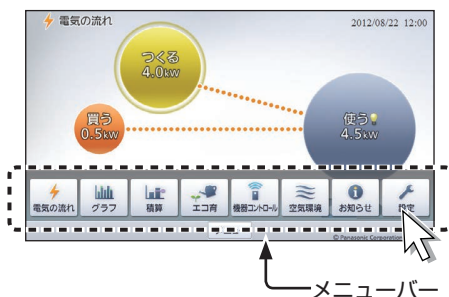 電気の流れ
2012/08/22 12:00
つくる
4.0kw
買う
0.5kw
使う
4.5kw
電気の流れ
グラフ
積算
エコ育
機器コントロール
空気環境
お知らせ
設定
© Panasonic Corporation
メニューバー